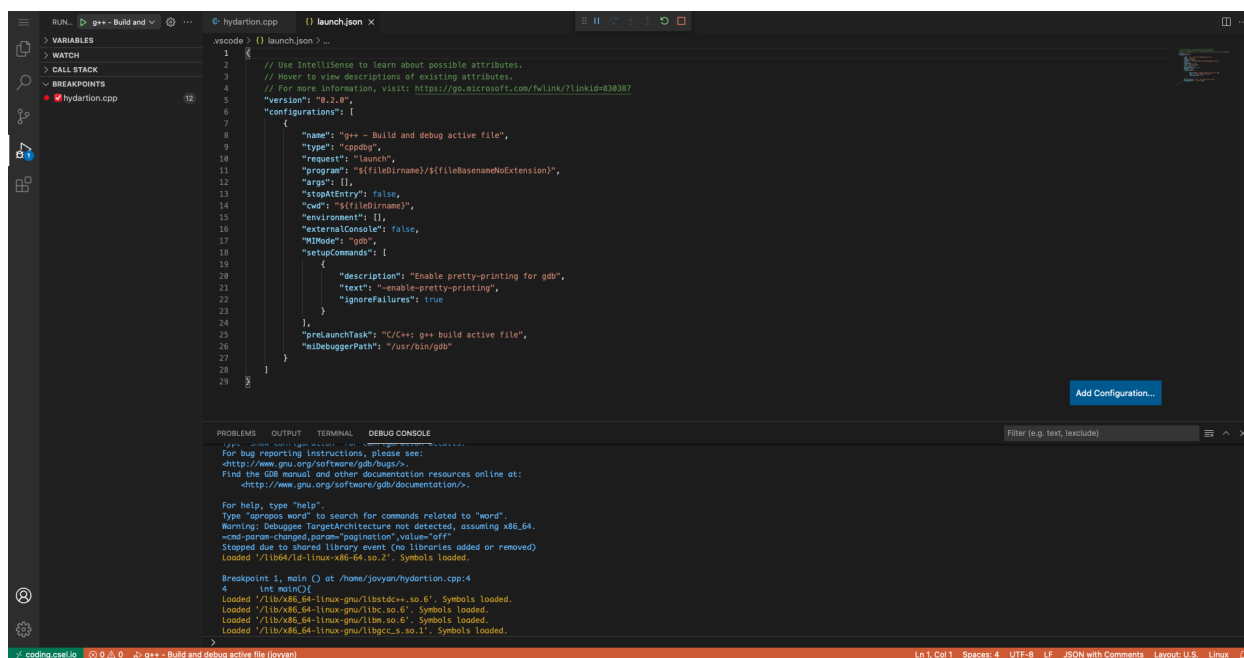 RUN... g++ - Build and
VARIABLES
WATCH
CALL STACK
BREAKPOINTS
hydartion.cpp 12
1
hydartion.cpp {} launch.json ×
.vscode > {} launch.json > ...
1 {
2 // Use IntelliSense to learn about possible attributes.
3 // Hover to view descriptions of existing attributes.
4 // For more information, visit: https://go.microsoft.com/fwlink/?linkid=830387
5 "version": "0.2.0",
6 "configurations": [
7 {
8 "name": "g++ - Build and debug active file",
9 "type": "cppdbg",
10 "request": "launch",
11 "program": "${fileDirname}/${fileBasenameNoExtension}",
12 "args": [],
13 "stopAtEntry": false,
14 "cwd": "${fileDirname}",
15 "environment": [],
16 "externalConsole": false,
17 "MIMode": "gdb",
18 "setupCommands": [
19 {
20 "description": "Enable pretty-printing for gdb",
21 "text": "-enable-pretty-printing",
22 "ignoreFailures": true
23 }
24 ],
25 "preLaunchTask": "C/C++: g++ build active file",
26 "miDebuggerPath": "/usr/bin/gdb"
27 }
28 ]
29 }
Add Configuration...
PROBLEMS OUTPUT TERMINAL DEBUG CONSOLE Filter (e.g. text, !exclude)
Type "show configuration" for configuration details.
For bug reporting instructions, please see:
<http://www.gnu.org/software/gdb/bugs/>.
Find the GDB manual and other documentation resources online at:
<http://www.gnu.org/software/gdb/documentation/>.
For help, type "help".
Type "apropos word" to search for commands related to "word".
Warning: Debuggee TargetArchitecture not detected, assuming x86_64.
=cmd-param-changed,param="pagination",value="off"
Stopped due to shared library event (no libraries added or removed)
Loaded '/lib64/ld-linux-x86-64.so.2'. Symbols loaded.
Breakpoint 1, main () at /home/jovyan/hydartion.cpp:4
4 int main(){
Loaded '/lib/x86_64-linux-gnu/libstdc++.so.6'. Symbols loaded.
Loaded '/lib/x86_64-linux-gnu/libc.so.6'. Symbols loaded.
Loaded '/lib/x86_64-linux-gnu/libm.so.6'. Symbols loaded.
Loaded '/lib/x86_64-linux-gnu/libgcc_s.so.1'. Symbols loaded.
>
coding.csel.io 0 0 g++ - Build and debug active file (jovyan) Ln 1, Col 1 Spaces: 4 UTF-8 LF JSON with Comments Layout: U.S. Linux